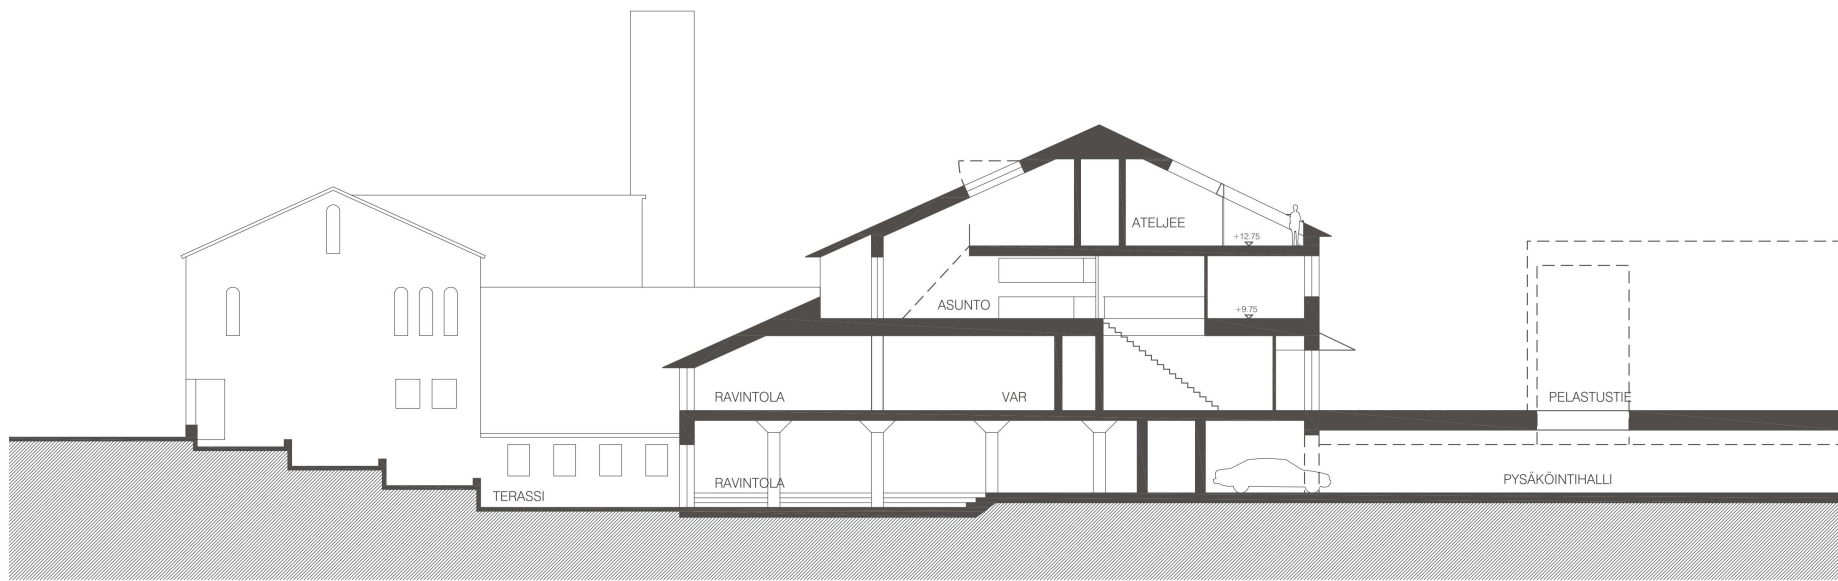 ATELJEE
+12.75
ASUNTO
+9.75
RAVINTOLA
VAR
PELASTUSTIE
RAVINTOLA
PYSÄKÖINTIHALLI
TERASSI